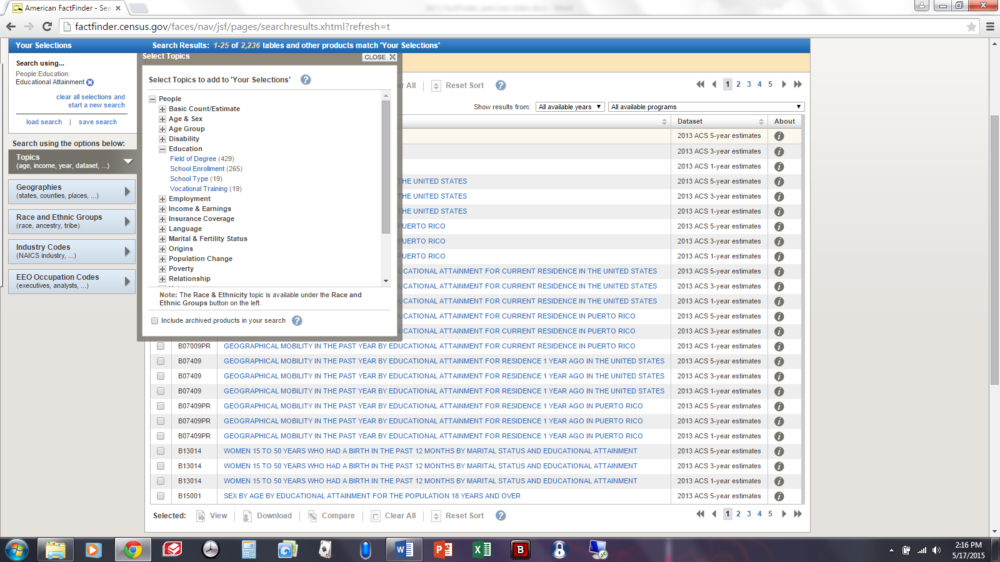 American FactFinder - Sea
factfinder.census.gov/faces/nav/jsf/pages/searchresults.xhtml?refresh=t
Your Selections
Search Results: 1-25 of 2,236 tables and other products match 'Your Selections'
Search using...
People:Education:
Educational Attainment
clear all selections and
start a new search
load search | save search
Search using the options below:
Topics
(age, income, year, dataset, ...)
Geographies
(states, counties, places, ...)
Race and Ethnic Groups
(race, ancestry, tribe)
Industry Codes
(NAICS industry, ...)
EEO Occupation Codes
(executives, analysts, ...)
Select Topics
CLOSE
Select Topics to add to 'Your Selections'
People
Basic Count/Estimate
Age & Sex
Age Group
Disability
Education
Field of Degree (429)
School Enrollment (265)
School Type (19)
Vocational Training (19)
Employment
Income & Earnings
Insurance Coverage
Language
Marital & Fertility Status
Origins
Population Change
Poverty
Relationship
Note: The Race & Ethnicity topic is available under the Race and
Ethnic Groups button on the left.
Include archived products in your search
ar All | Reset Sort
1 2 3 4 5
Show results from: All available years All available programs
Dataset About
2013 ACS 5-year estimates
2013 ACS 3-year estimates
2013 ACS 1-year estimates
THE UNITED STATES 2013 ACS 5-year estimates
THE UNITED STATES 2013 ACS 3-year estimates
THE UNITED STATES 2013 ACS 1-year estimates
PUERTO RICO 2013 ACS 5-year estimates
PUERTO RICO 2013 ACS 3-year estimates
PUERTO RICO 2013 ACS 1-year estimates
UCATIONAL ATTAINMENT FOR CURRENT RESIDENCE IN THE UNITED STATES 2013 ACS 5-year estimates
UCATIONAL ATTAINMENT FOR CURRENT RESIDENCE IN THE UNITED STATES 2013 ACS 3-year estimates
UCATIONAL ATTAINMENT FOR CURRENT RESIDENCE IN THE UNITED STATES 2013 ACS 1-year estimates
UCATIONAL ATTAINMENT FOR CURRENT RESIDENCE IN PUERTO RICO 2013 ACS 5-year estimates
UCATIONAL ATTAINMENT FOR CURRENT RESIDENCE IN PUERTO RICO 2013 ACS 3-year estimates
B07009PR GEOGRAPHICAL MOBILITY IN THE PAST YEAR BY EDUCATIONAL ATTAINMENT FOR CURRENT RESIDENCE IN PUERTO RICO 2013 ACS 1-year estimates
B07409 GEOGRAPHICAL MOBILITY IN THE PAST YEAR BY EDUCATIONAL ATTAINMENT FOR RESIDENCE 1 YEAR AGO IN THE UNITED STATES 2013 ACS 5-year estimates
B07409 GEOGRAPHICAL MOBILITY IN THE PAST YEAR BY EDUCATIONAL ATTAINMENT FOR RESIDENCE 1 YEAR AGO IN THE UNITED STATES 2013 ACS 3-year estimates
B07409 GEOGRAPHICAL MOBILITY IN THE PAST YEAR BY EDUCATIONAL ATTAINMENT FOR RESIDENCE 1 YEAR AGO IN THE UNITED STATES 2013 ACS 1-year estimates
B07409PR GEOGRAPHICAL MOBILITY IN THE PAST YEAR BY EDUCATIONAL ATTAINMENT FOR RESIDENCE 1 YEAR AGO IN PUERTO RICO 2013 ACS 5-year estimates
B07409PR GEOGRAPHICAL MOBILITY IN THE PAST YEAR BY EDUCATIONAL ATTAINMENT FOR RESIDENCE 1 YEAR AGO IN PUERTO RICO 2013 ACS 3-year estimates
B07409PR GEOGRAPHICAL MOBILITY IN THE PAST YEAR BY EDUCATIONAL ATTAINMENT FOR RESIDENCE 1 YEAR AGO IN PUERTO RICO 2013 ACS 1-year estimates
B13014 WOMEN 15 TO 50 YEARS WHO HAD A BIRTH IN THE PAST 12 MONTHS BY MARITAL STATUS AND EDUCATIONAL ATTAINMENT 2013 ACS 5-year estimates
B13014 WOMEN 15 TO 50 YEARS WHO HAD A BIRTH IN THE PAST 12 MONTHS BY MARITAL STATUS AND EDUCATIONAL ATTAINMENT 2013 ACS 3-year estimates
B13014 WOMEN 15 TO 50 YEARS WHO HAD A BIRTH IN THE PAST 12 MONTHS BY MARITAL STATUS AND EDUCATIONAL ATTAINMENT 2013 ACS 1-year estimates
B15001 SEX BY AGE BY EDUCATIONAL ATTAINMENT FOR THE POPULATION 18 YEARS AND OVER 2013 ACS 5-year estimates
Selected: View | Download | Compare | Clear All | Reset Sort
1 2 3 4 5
2:16 PM
5/17/2015